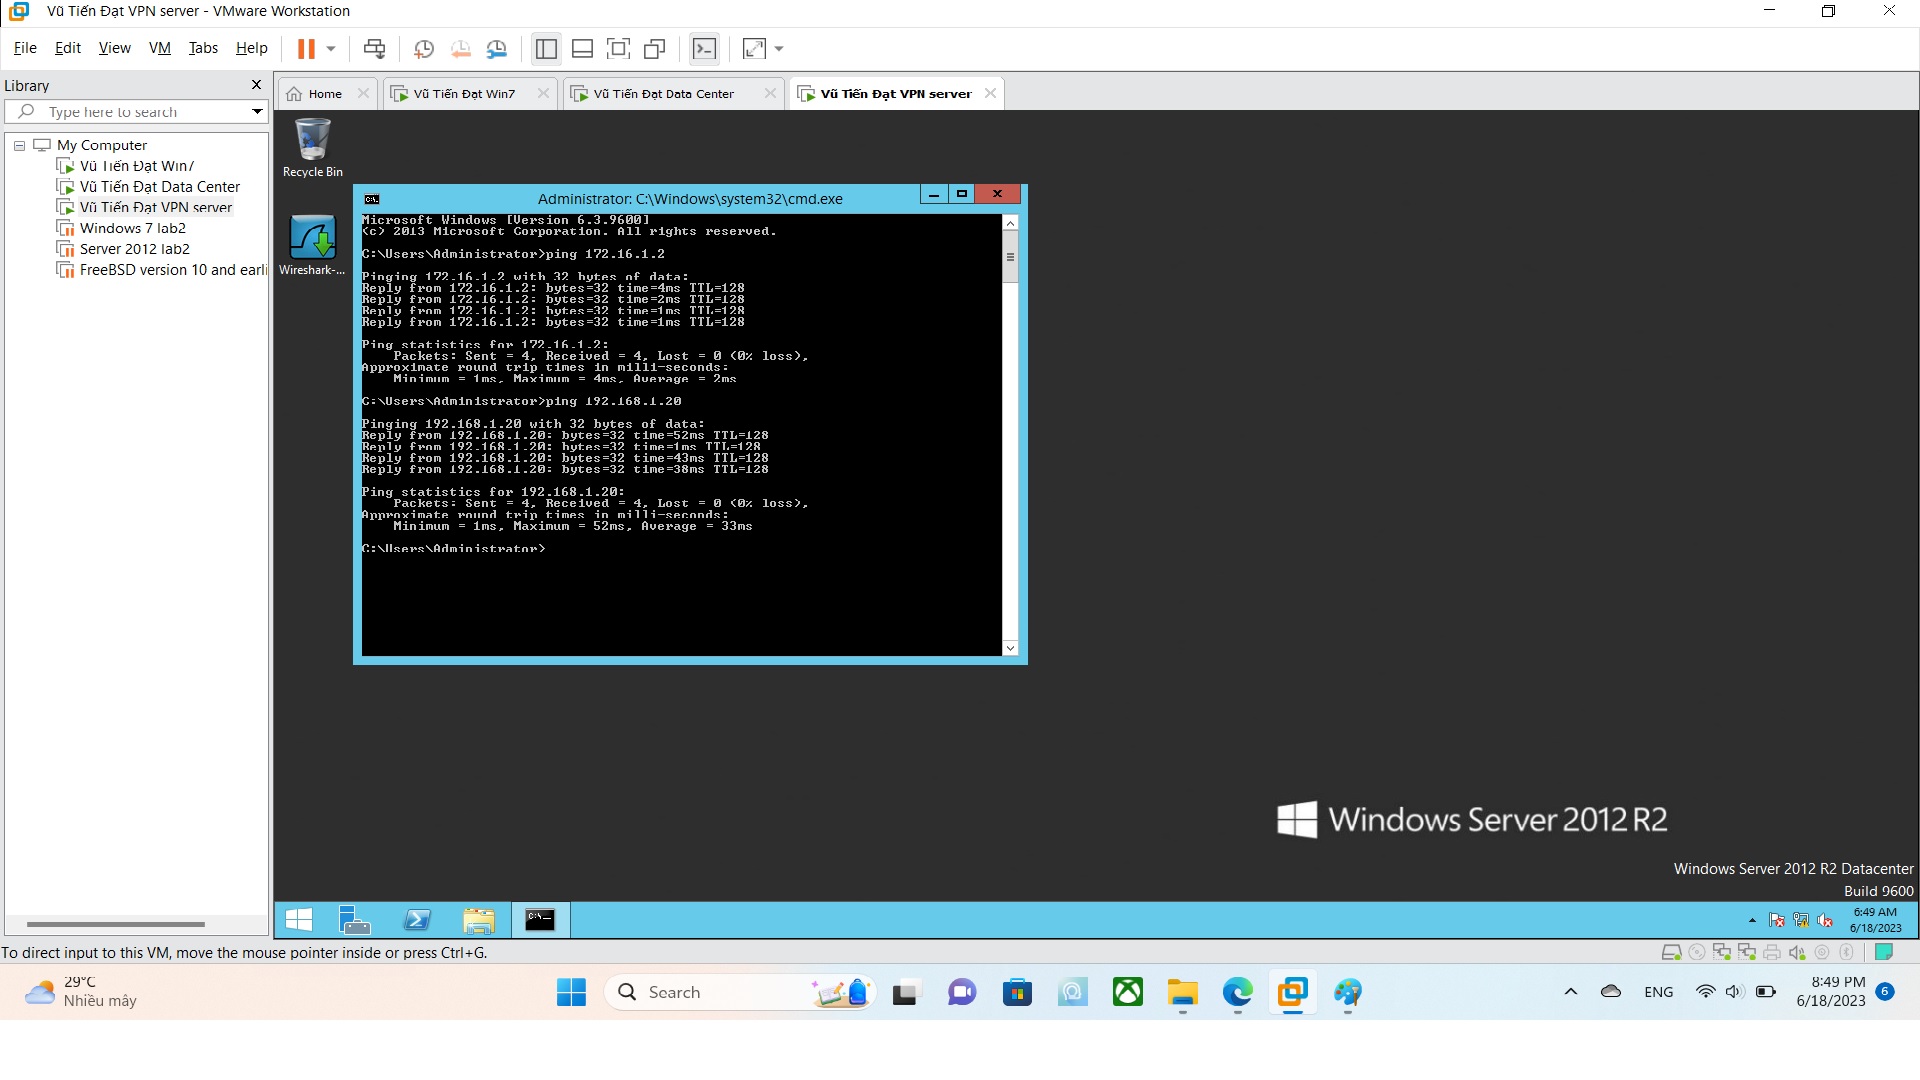 Vũ Tiến Đạt VPN server - VMware Workstation
File Edit View VM Tabs Help
Library
Type here to search
My Computer
Vũ Tiến Đạt Win7
Vũ Tiến Đạt Data Center
Vũ Tiến Đạt VPN server
Windows 7 lab2
Server 2012 lab2
FreeBSD version 10 and earli
Home
Vũ Tiến Đạt Win7
Vũ Tiến Đạt Data Center
Vũ Tiến Đạt VPN server
Recycle Bin
Wireshark-...
Administrator: C:\Windows\system32\cmd.exe
Microsoft Windows [Version 6.3.9600]
(c) 2013 Microsoft Corporation. All rights reserved.
C:\Users\Administrator>ping 172.16.1.2
Pinging 172.16.1.2 with 32 bytes of data:
Reply from 172.16.1.2: bytes=32 time=4ms TTL=128
Reply from 172.16.1.2: bytes=32 time=2ms TTL=128
Reply from 172.16.1.2: bytes=32 time=1ms TTL=128
Reply from 172.16.1.2: bytes=32 time=1ms TTL=128
Ping statistics for 172.16.1.2:
Packets: Sent = 4, Received = 4, Lost = 0 (0% loss),
Approximate round trip times in milli-seconds:
Minimum = 1ms, Maximum = 4ms, Average = 2ms
C:\Users\Administrator>ping 192.168.1.20
Pinging 192.168.1.20 with 32 bytes of data:
Reply from 192.168.1.20: bytes=32 time=52ms TTL=128
Reply from 192.168.1.20: bytes=32 time=1ms TTL=128
Reply from 192.168.1.20: bytes=32 time=43ms TTL=128
Reply from 192.168.1.20: bytes=32 time=38ms TTL=128
Ping statistics for 192.168.1.20:
Packets: Sent = 4, Received = 4, Lost = 0 (0% loss),
Approximate round trip times in milli-seconds:
Minimum = 1ms, Maximum = 52ms, Average = 33ms
C:\Users\Administrator>
Windows Server 2012 R2
Windows Server 2012 R2 Datacenter
Build 9600
6:49 AM
6/18/2023
To direct input to this VM, move the mouse pointer inside or press Ctrl+G.
29°C
Nhiều mây
Search
ENG
8:49 PM
6/18/2023
6